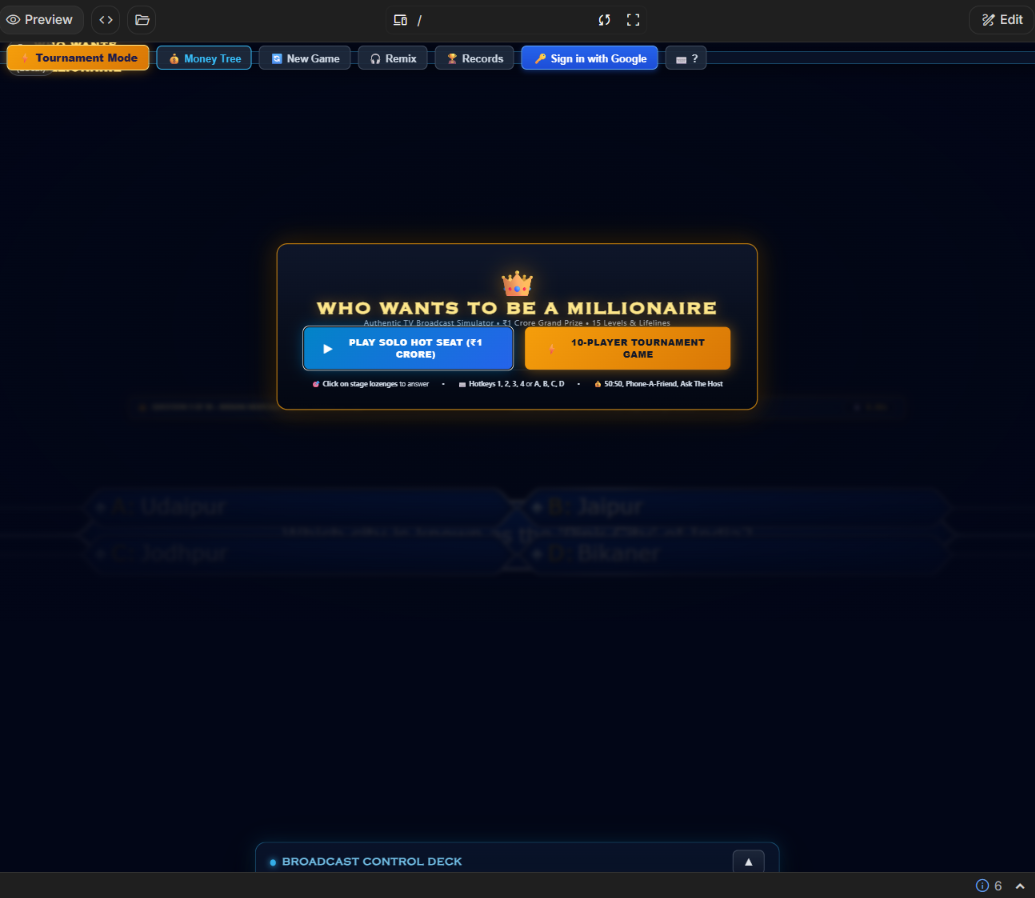 Preview
/
Edit
Tournament Mode
Money Tree
New Game
Remix
Records
Sign in with Google
?
WHO WANTS TO BE A MILLIONAIRE
Authentic TV Broadcast Simulator • ₹1 Crore Grand Prize • 15 Levels & Lifelines
PLAY SOLO HOT SEAT (₹1
CRORE)
10-PLAYER TOURNAMENT
GAME
Click on stage lozenges to answer • Hotkeys 1, 2, 3, 4 or A, B, C, D • 50:50, Phone-A-Friend, Ask The Host
A: Udaipur
B: Jaipur
C: Jodhpur
D: Bikaner
BROADCAST CONTROL DECK
6